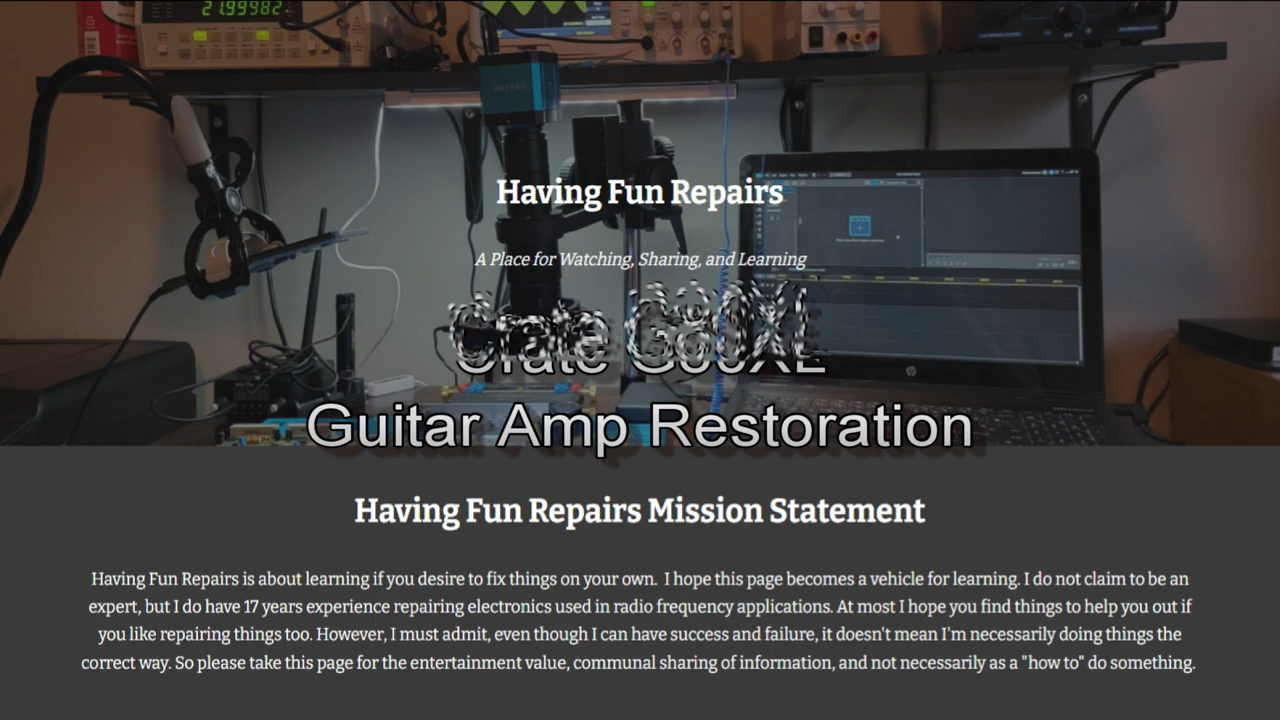 21.99982
HAYEAR
Having Fun Repairs
A Place for Watching, Sharing, and Learning
Crate G80XL
Guitar Amp Restoration
Having Fun Repairs Mission Statement
Having Fun Repairs is about learning if you desire to fix things on your own. I hope this page becomes a vehicle for learning. I do not claim to be an
expert, but I do have 17 years experience repairing electronics used in radio frequency applications. At most I hope you find things to help you out if
you like repairing things too. However, I must admit, even though I can have success and failure, it doesn't mean I'm necessarily doing things the
correct way. So please take this page for the entertainment value, communal sharing of information, and not necessarily as a "how to" do something.